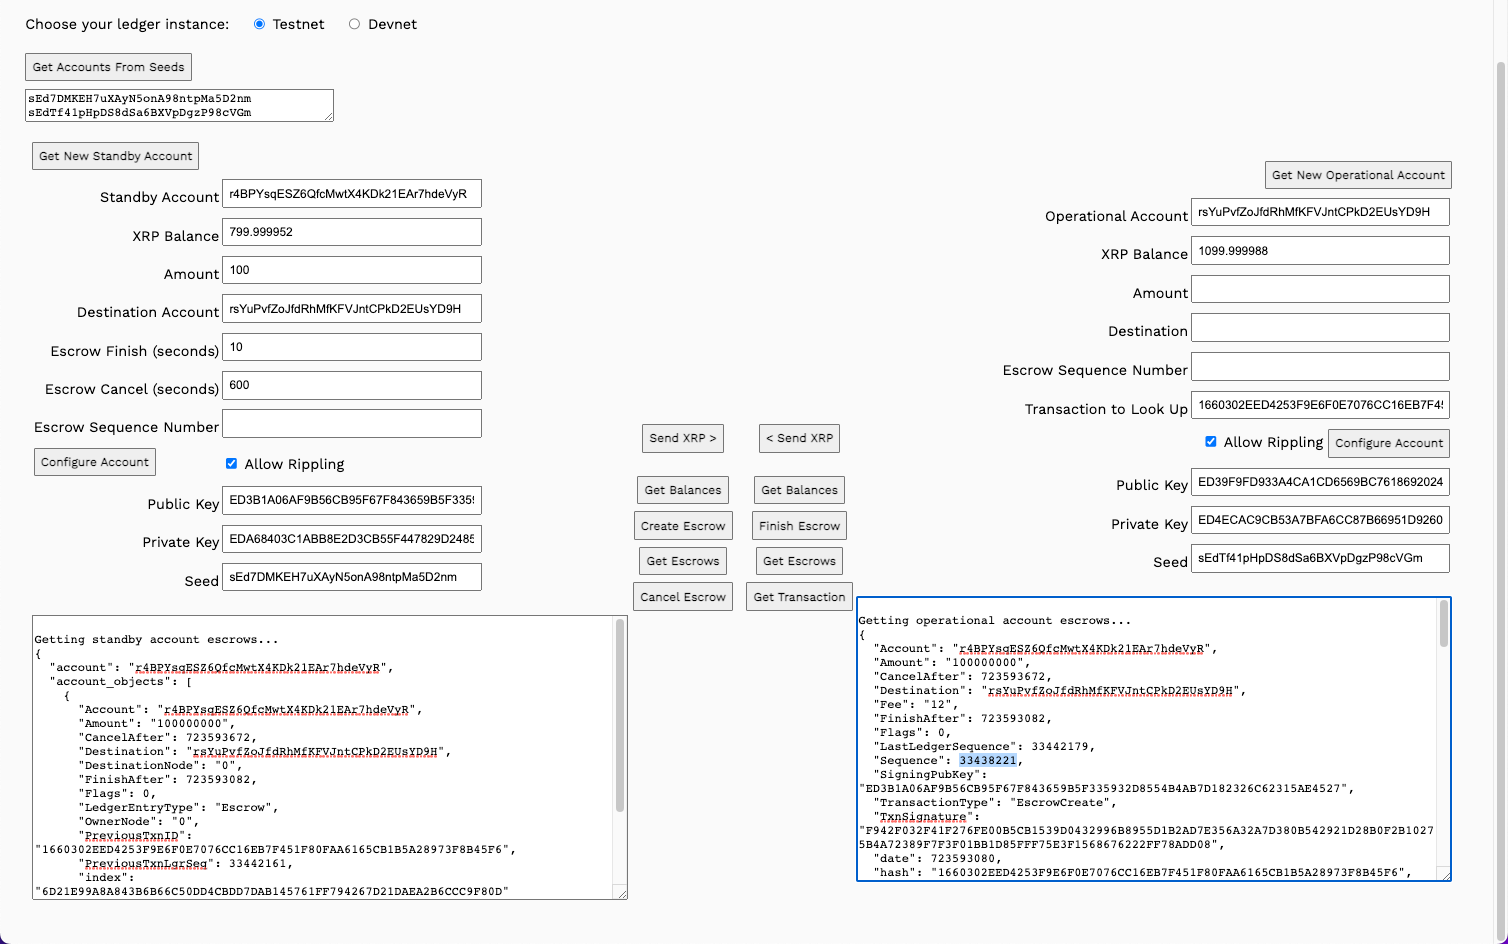 Choose your ledger instance: Testnet Devnet
Get Accounts From Seeds
sEd7DMKEH7uXAyN5onA98ntpMa5D2nm
sEdTf41pHpDS8dSa6BXVpDgzP98cVGm
Get New Standby Account
Standby Account r4BPYsqESZ6QfcMwtX4KDk21EAr7hdeVyR
XRP Balance 799.999952
Amount 100
Destination Account rsYuPvfZoJfdRhMfKFVJntCPkD2EUsYD9H
Escrow Finish (seconds) 10
Escrow Cancel (seconds) 600
Escrow Sequence Number
Configure Account Allow Rippling
Public Key ED3B1A06AF9B56CB95F67F843659B5F335!
Private Key EDA68403C1ABB8E2D3CB55F447829D2485
Seed sEd7DMKEH7uXAyN5onA98ntpMa5D2nm
Send XRP > < Send XRP
Get Balances Get Balances
Create Escrow Finish Escrow
Get Escrows Get Escrows
Cancel Escrow Get Transaction
Get New Operational Account
Operational Account rsYuPvfZoJfdRhMfKFVJntCPkD2EUsYD9H
XRP Balance 1099.999988
Amount
Destination
Escrow Sequence Number
Transaction to Look Up 1660302EED4253F9E6F0E7076CC16EB7F4
Allow Rippling Configure Account
Public Key ED39F9FD933A4CA1CD6569BC7618692024
Private Key ED4ECAC9CB53A7BFA6CC87B66951D9260
Seed sEdTf41pHpDS8dSa6BXVpDgzP98cVGm
Getting standby account escrows...
{
"account": "r4BPYsqESZ6QfcMwtX4KDk21EAr7hdeVyR",
"account_objects": [
{
"Account": "r4BPYsqESZ6QfcMwtX4KDk21EAr7hdeVyR",
"Amount": "100000000",
"CancelAfter": 723593672,
"Destination": "rsYuPvfZoJfdRhMfKFVJntCPkD2EUsYD9H",
"DestinationNode": "0",
"FinishAfter": 723593082,
"Flags": 0,
"LedgerEntryType": "Escrow",
"OwnerNode": "0",
"PreviousTxnID":
"1660302EED4253F9E6F0E7076CC16EB7F451F80FAA6165CB1B5A28973F8B45F6",
"PreviousTxnLgrSeq": 33442161,
"index":
"6D21E99A8A843B6B66C50DD4CBDD7DAB145761FF794267D21DAEA2B6CCC9F80D"
Getting operational account escrows...
{
"Account": "r4BPYsqESZ6QfcMwtX4KDk21EAr7hdeVyR",
"Amount": "100000000",
"CancelAfter": 723593672,
"Destination": "rsYuPvfZoJfdRhMfKFVJntCPkD2EUsYD9H",
"Fee": "12",
"FinishAfter": 723593082,
"Flags": 0,
"LastLedgerSequence": 33442179,
"Sequence": 33438221,
"SigningPubKey":
"ED3B1A06AF9B56CB95F67F843659B5F335932D8554B4AB7D182326C62315AE4527",
"TransactionType": "EscrowCreate",
"TxnSignature":
"F942F032F41F276FE00B5CB1539D0432996B8955D1B2AD7E356A32A7D380B542921D28B0F2B1027
5B4A72389F7F3F01BB1D85FFF75E3F1568676222FF78ADD08",
"date": 723593080,
"hash": "1660302EED4253F9E6F0E7076CC16EB7F451F80FAA6165CB1B5A28973F8B45F6",